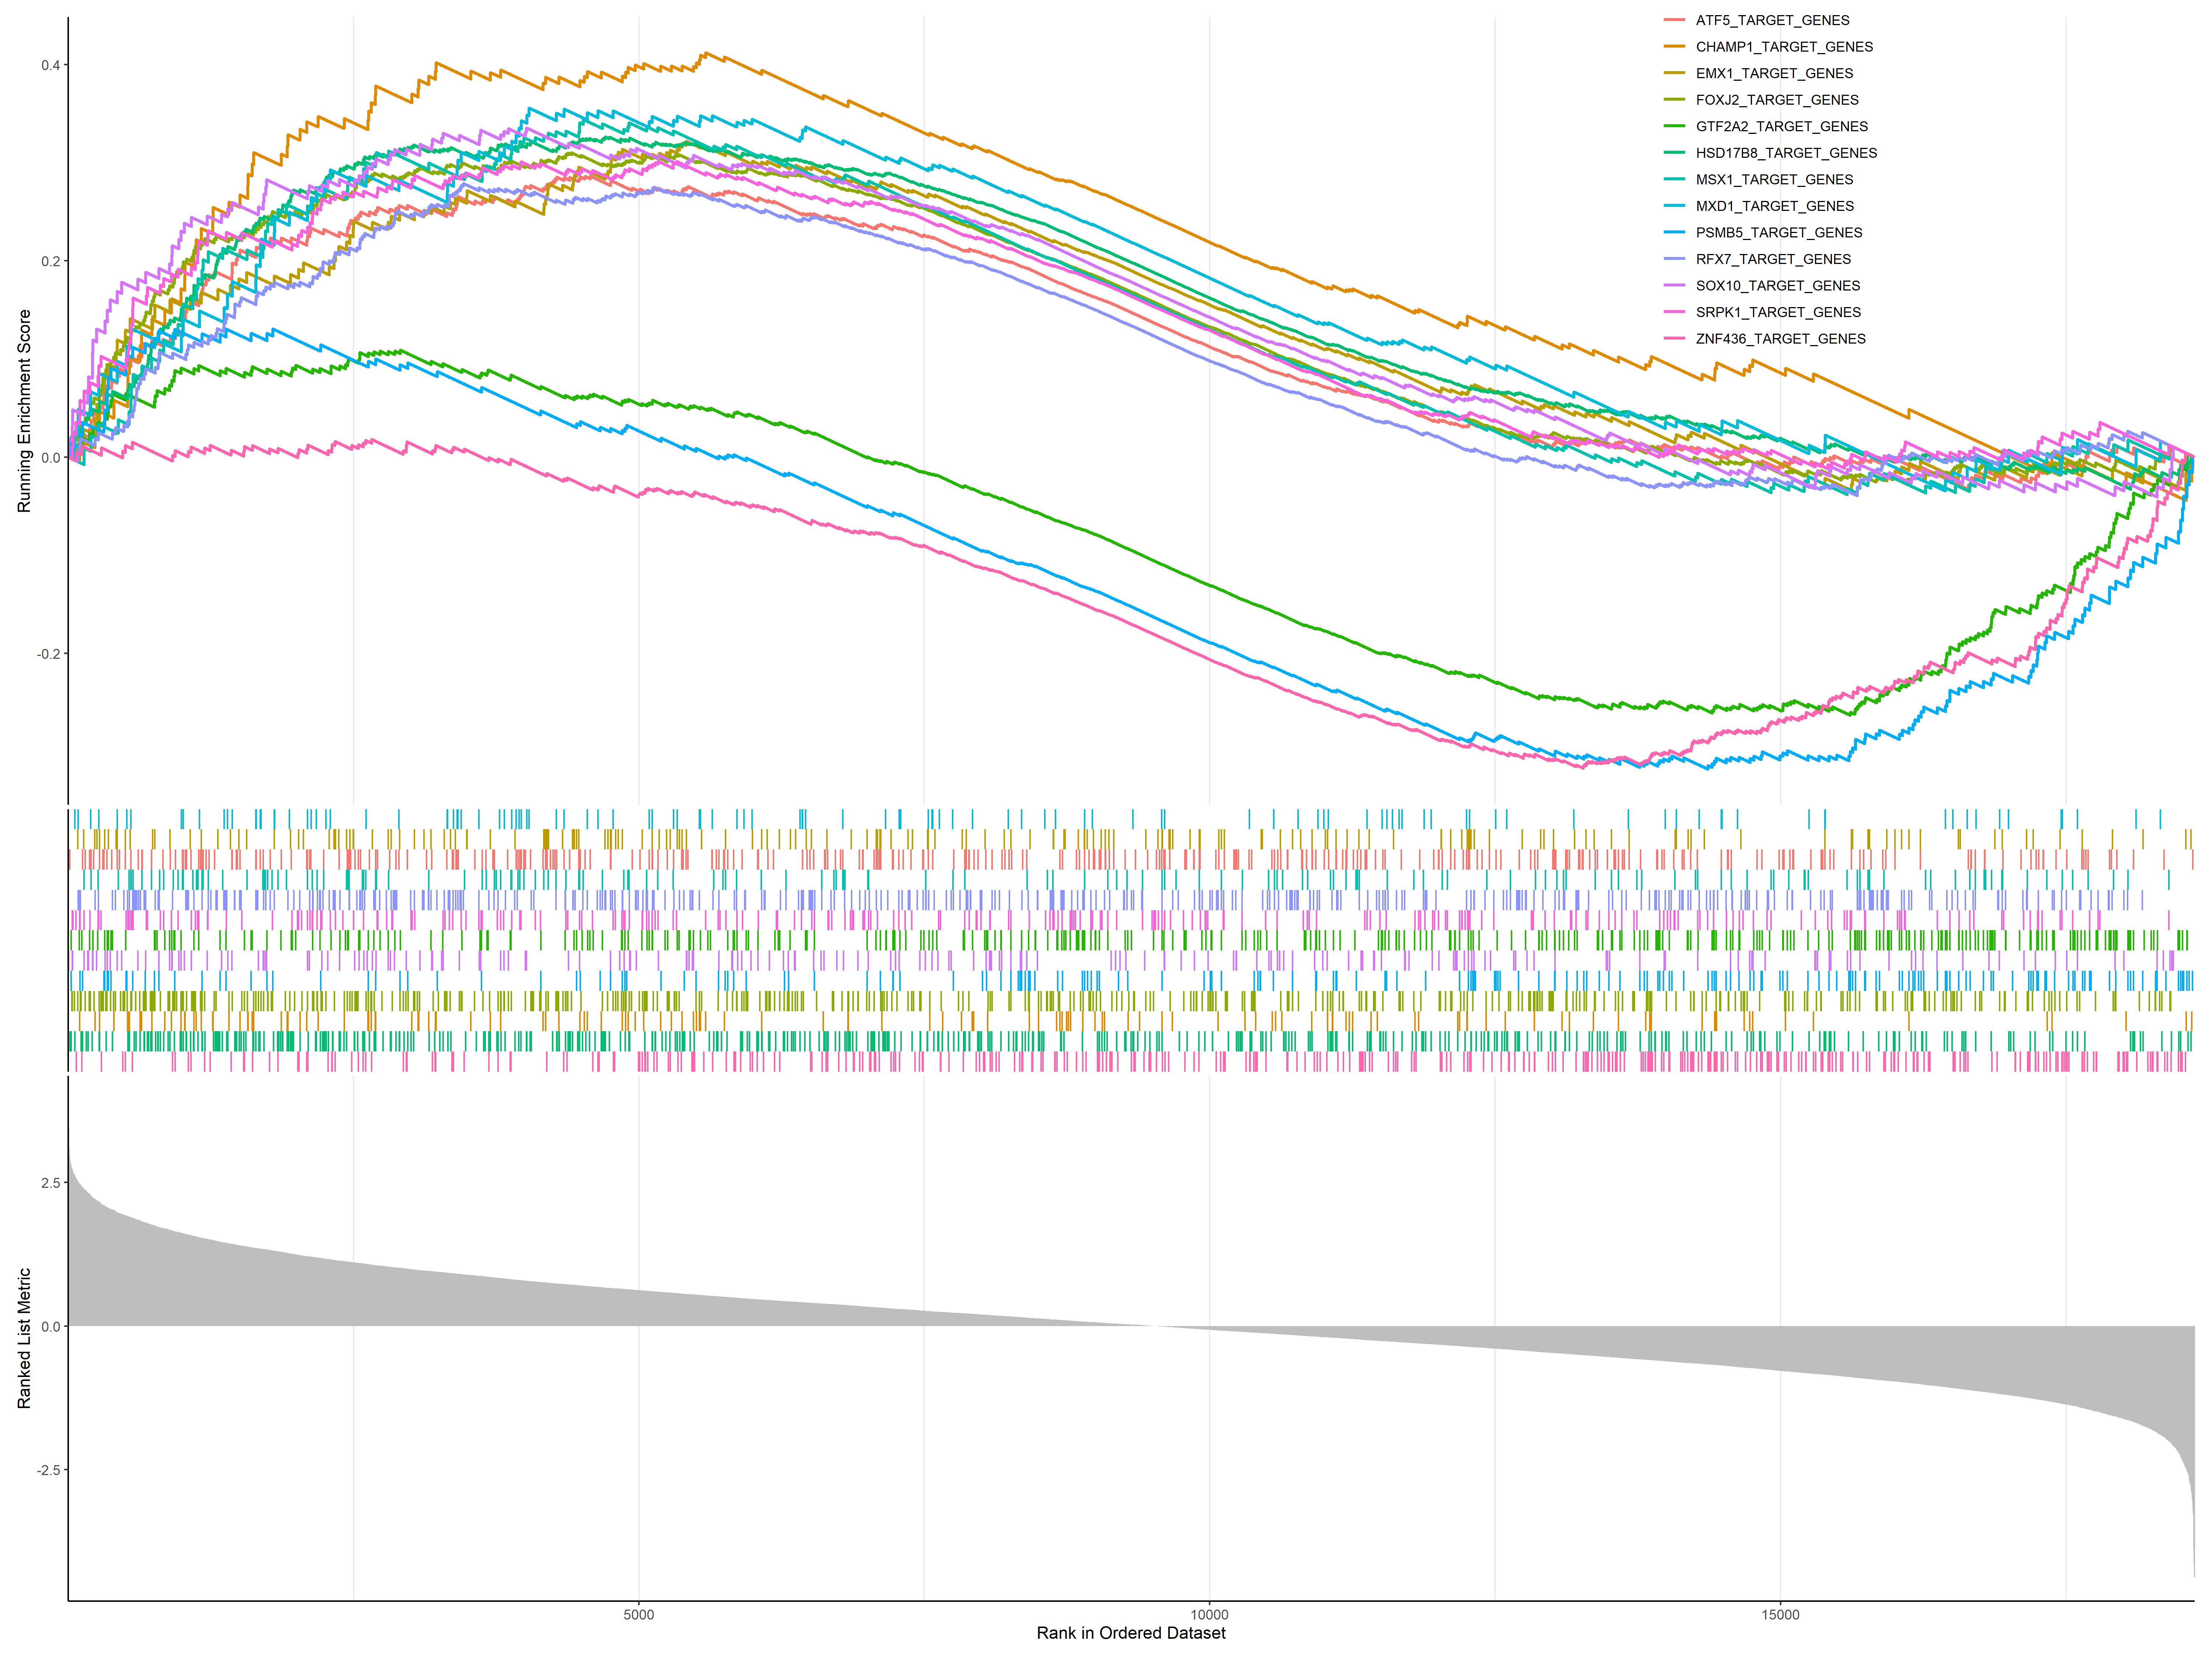 ATF5_TARGET_GENES
CHAMP1_TARGET_GENES
EMX1_TARGET_GENES
FOXJ2_TARGET_GENES
GTF2A2_TARGET_GENES
HSD17B8_TARGET_GENES
MSX1_TARGET_GENES
MXD1_TARGET_GENES
PSMB5_TARGET_GENES
RFX7_TARGET_GENES
SOX10_TARGET_GENES
SRPK1_TARGET_GENES
ZNF436_TARGET_GENES
Running Enrichment Score
0.4
0.2
0.0
-0.2
Ranked List Metric
2.5
0.0
-2.5
5000
10000
15000
Rank in Ordered Dataset